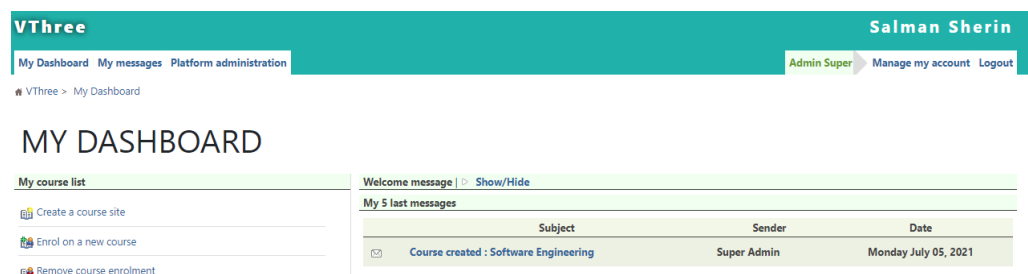 VThree Salman Sherin
My Dashboard My messages Platform administration Admin Super Manage my account Logout
VThree > My Dashboard
MY DASHBOARD
My course list
Create a course site
Enrol on a new course
Remove course enrolment
Welcome message | Show/Hide
My 5 last messages
Subject Sender Date
Course created : Software Engineering Super Admin Monday July 05, 2021